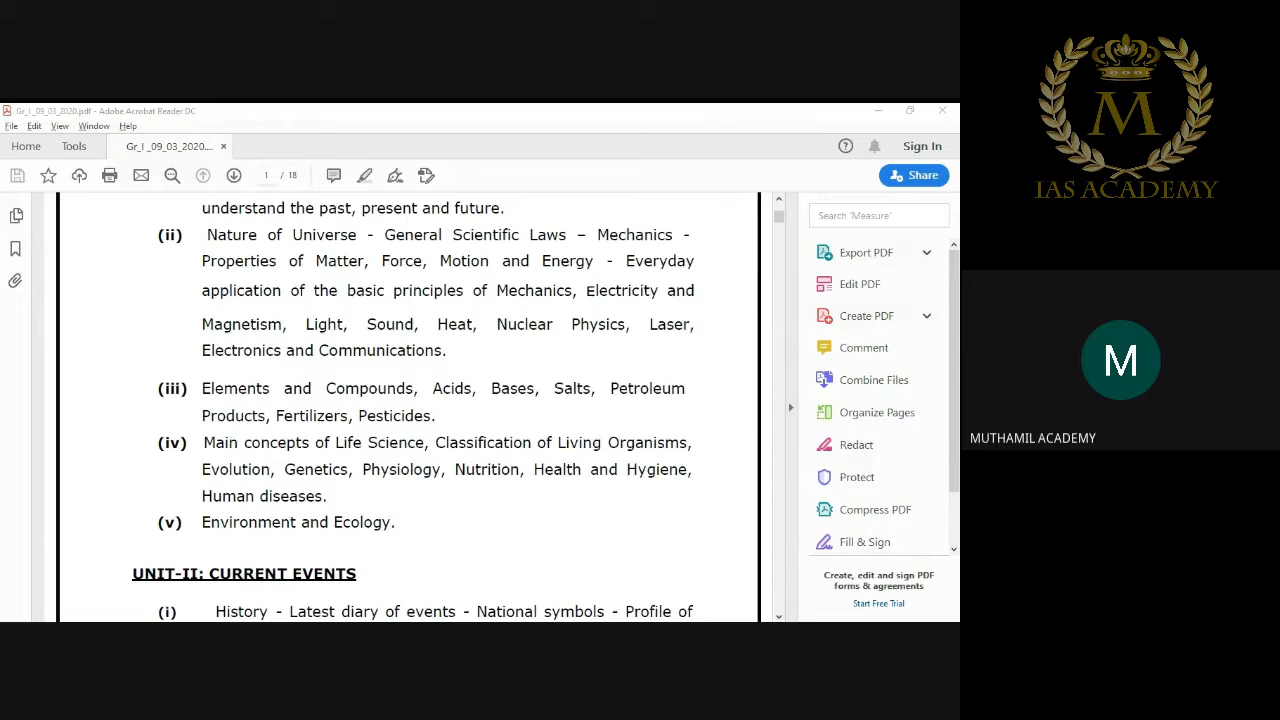 Gr_I_09_03_2020.pdf - Adobe Acrobat Reader DC
File Edit View Window Help
Home Tools Gr_I _09_03_2020.... × Sign In
1 / 18 Share
understand the past, present and future.
(ii) Nature of Universe - General Scientific Laws – Mechanics -
Properties of Matter, Force, Motion and Energy - Everyday
application of the basic principles of Mechanics, Electricity and
Magnetism, Light, Sound, Heat, Nuclear Physics, Laser,
Electronics and Communications.
(iii) Elements and Compounds, Acids, Bases, Salts, Petroleum
Products, Fertilizers, Pesticides.
(iv) Main concepts of Life Science, Classification of Living Organisms,
Evolution, Genetics, Physiology, Nutrition, Health and Hygiene,
Human diseases.
(v) Environment and Ecology.
UNIT-II: CURRENT EVENTS
(i) History - Latest diary of events - National symbols - Profile of
Search 'Measure'
Export PDF
Edit PDF
Create PDF
Comment
Combine Files
Organize Pages
Redact
Protect
Compress PDF
Fill & Sign
Create, edit and sign PDF
forms & agreements
Start Free Trial
M
IAS ACADEMY
M
MUTHAMIL ACADEMY